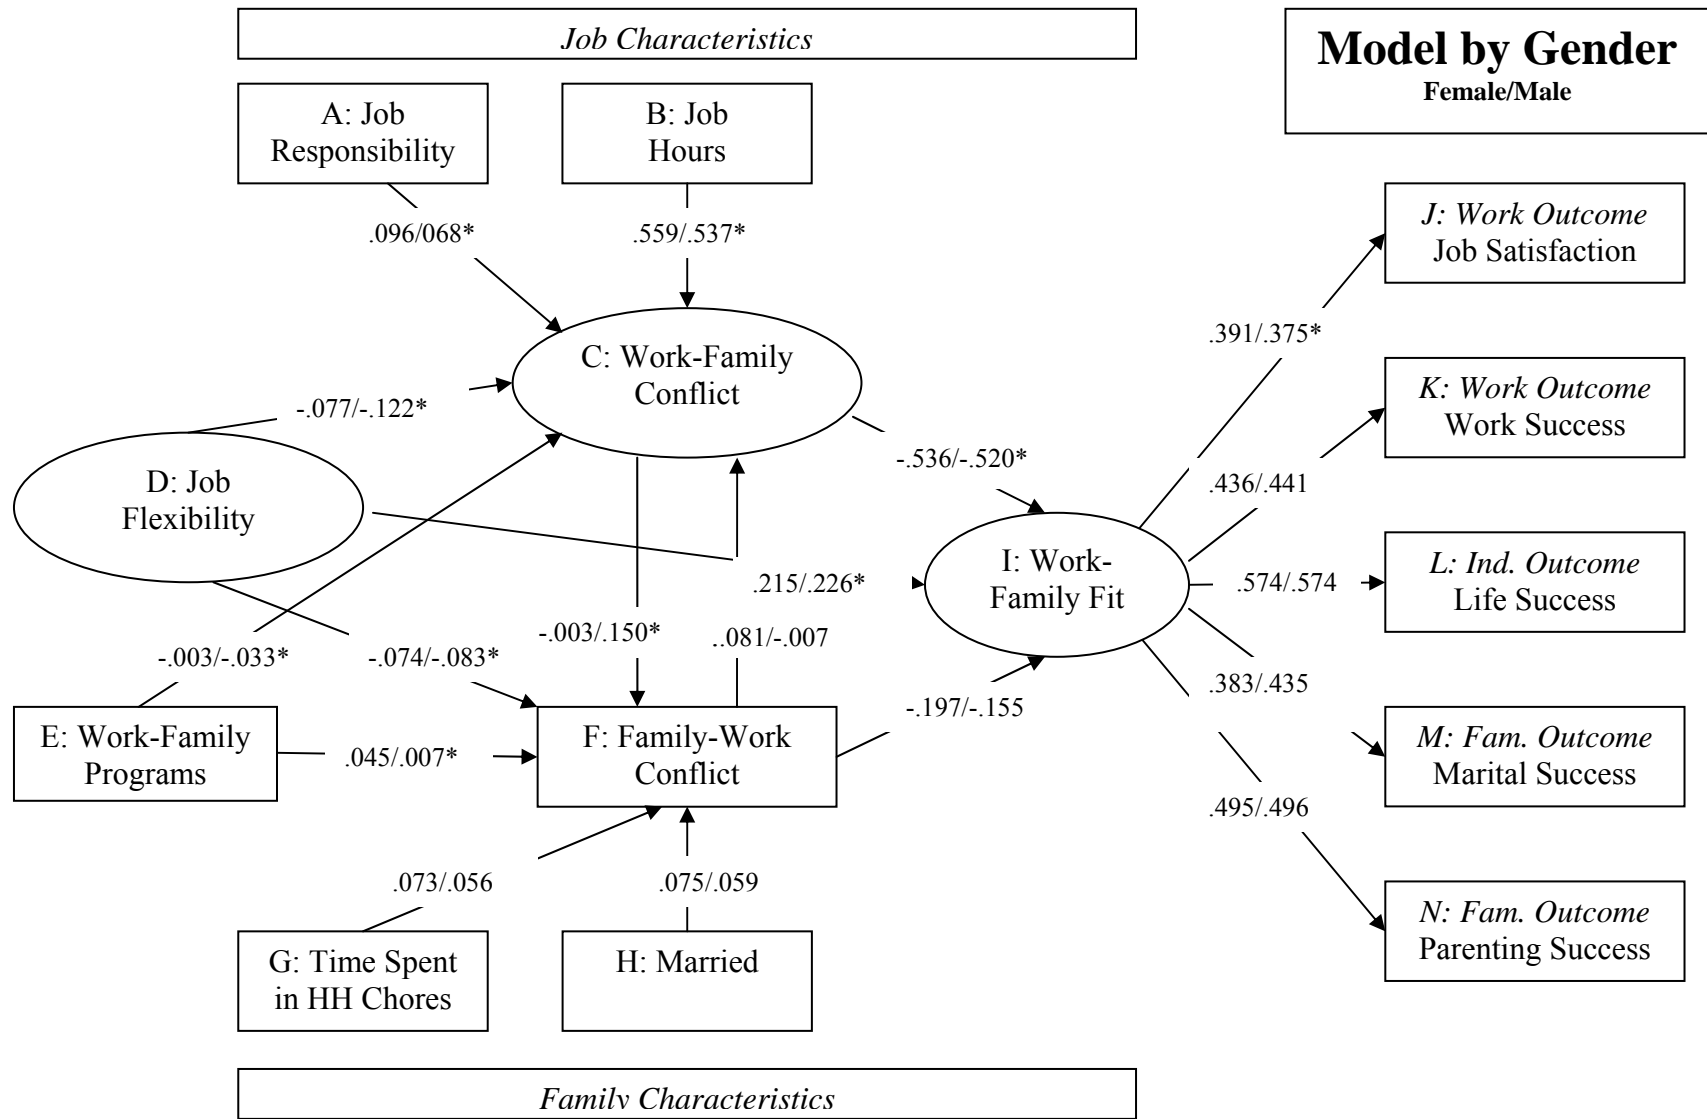 Job Characteristics
Model by Gender
Female/Male
A: Job
Responsibility
B: Job
Hours
.096/068*
.559/.537*
J: Work Outcome
Job Satisfaction
.391/.375*
C: Work-Family
Conflict
-.077/-.122*
K: Work Outcome
Work Success
-.536/-.520*
.436/.441
D: Job
Flexibility
I: Work-
Family Fit
.215/.226*
.574/.574
L: Ind. Outcome
Life Success
-.003/-.033*
-.074/-.083*
-.003/.150*
..081/-.007
.383/.435
-.197/-.155
E: Work-Family
Programs
.045/.007*
F: Family-Work
Conflict
M: Fam. Outcome
Marital Success
.495/.496
.073/.056
.075/.059
G: Time Spent
in HH Chores
H: Married
N: Fam. Outcome
Parenting Success
Family Characteristics